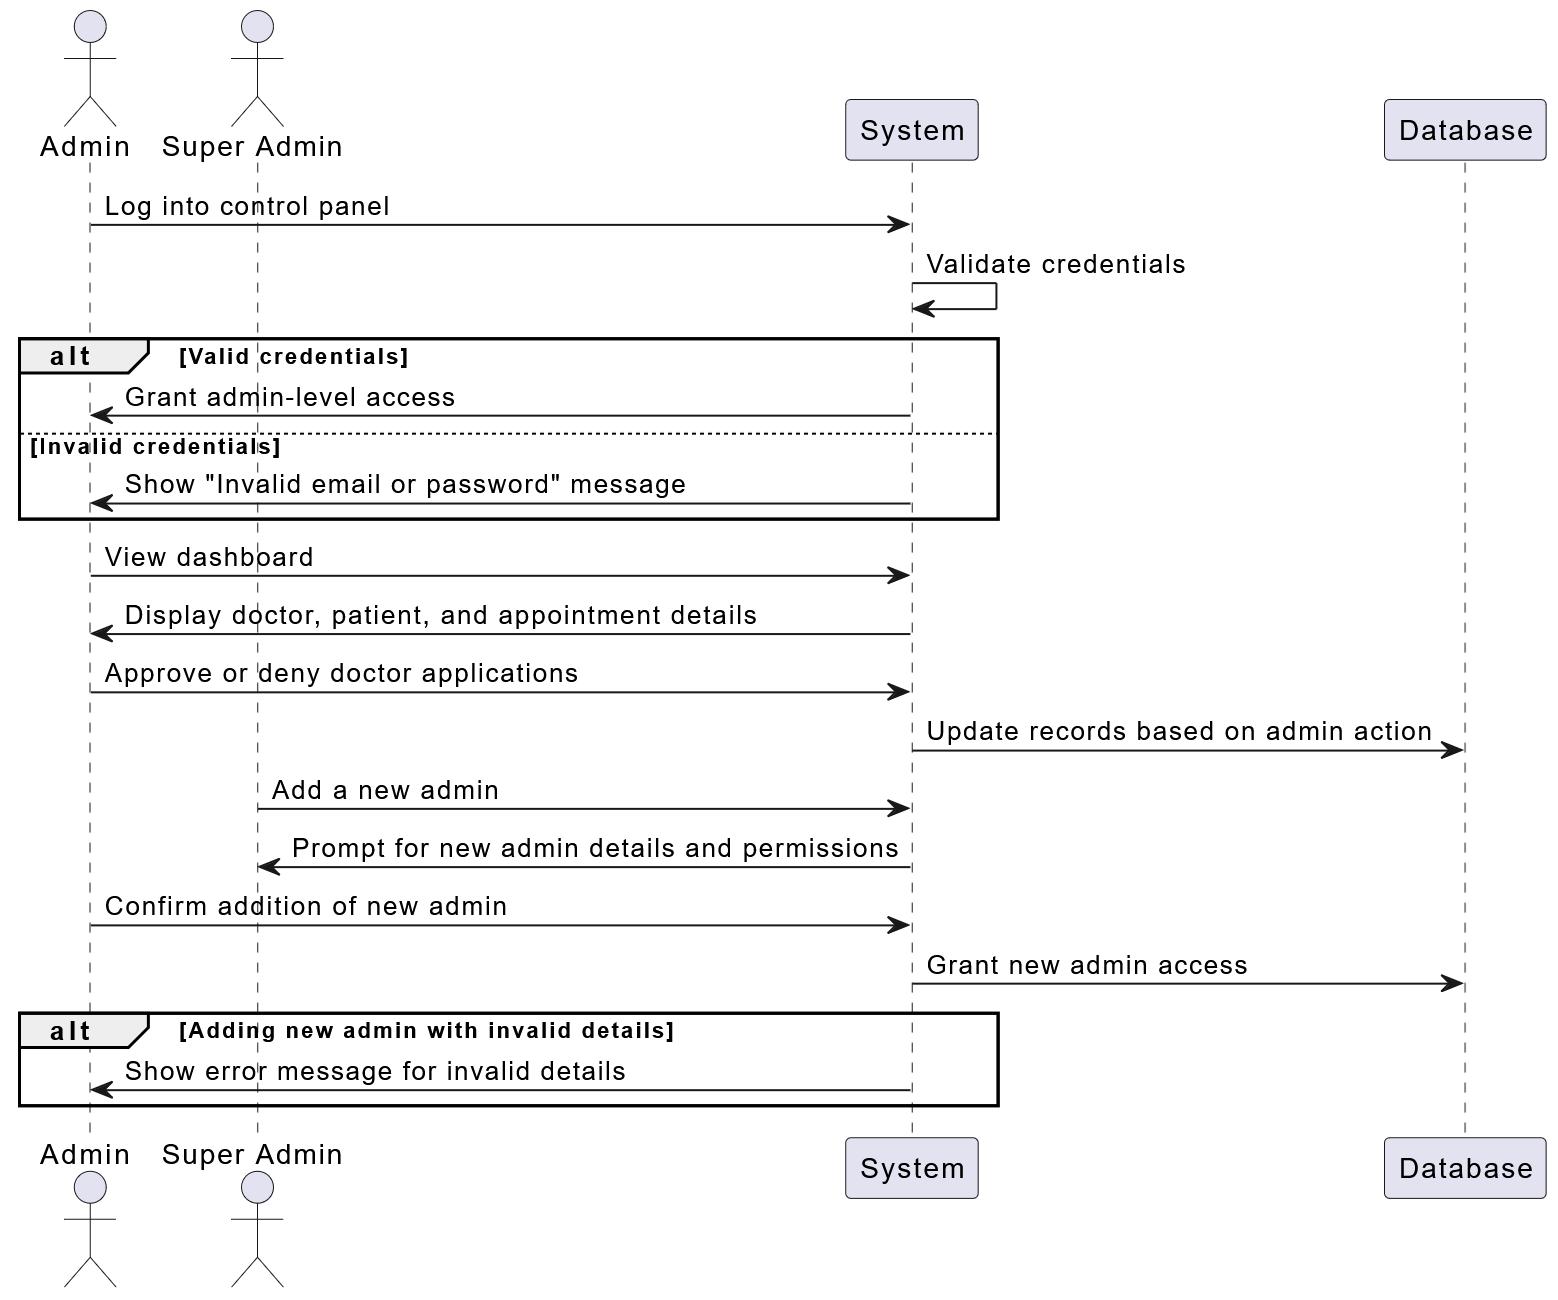 Admin
Super Admin
System
Database
Log into control panel
Validate credentials
alt
[Valid credentials]
Grant admin-level access
[Invalid credentials]
Show "Invalid email or password" message
View dashboard
Display doctor, patient, and appointment details
Approve or deny doctor applications
Update records based on admin action
Add a new admin
Prompt for new admin details and permissions
Confirm addition of new admin
Grant new admin access
alt
[Adding new admin with invalid details]
Show error message for invalid details
Admin
Super Admin
System
Database